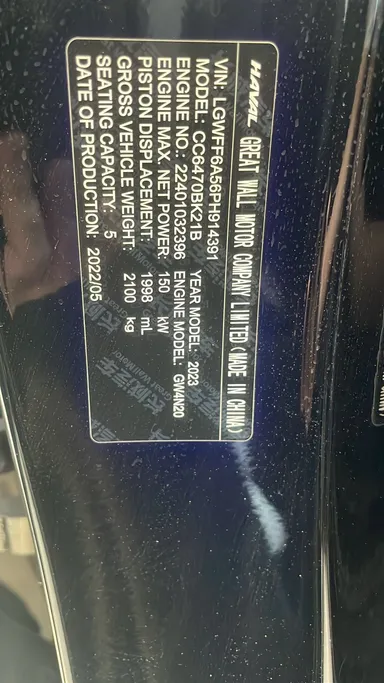 HAVAL GREAT WALL MOTOR COMPANY LIMITED (MADE IN CHINA)
VIN: LGWFF6A56PH914391
MODEL: CC6470BK21B YEAR MODEL: 2023
ENGINE NO.: 22401032396 ENGINE MODEL: GW4N20
ENGINE MAX. NET POWER: 150 kW
PISTON DISPLACEMENT: 1998 mL
GROSS VEHICLE WEIGHT: 2100 kg
SEATING CAPACITY: 5
DATE OF PRODUCTION: 2022/05